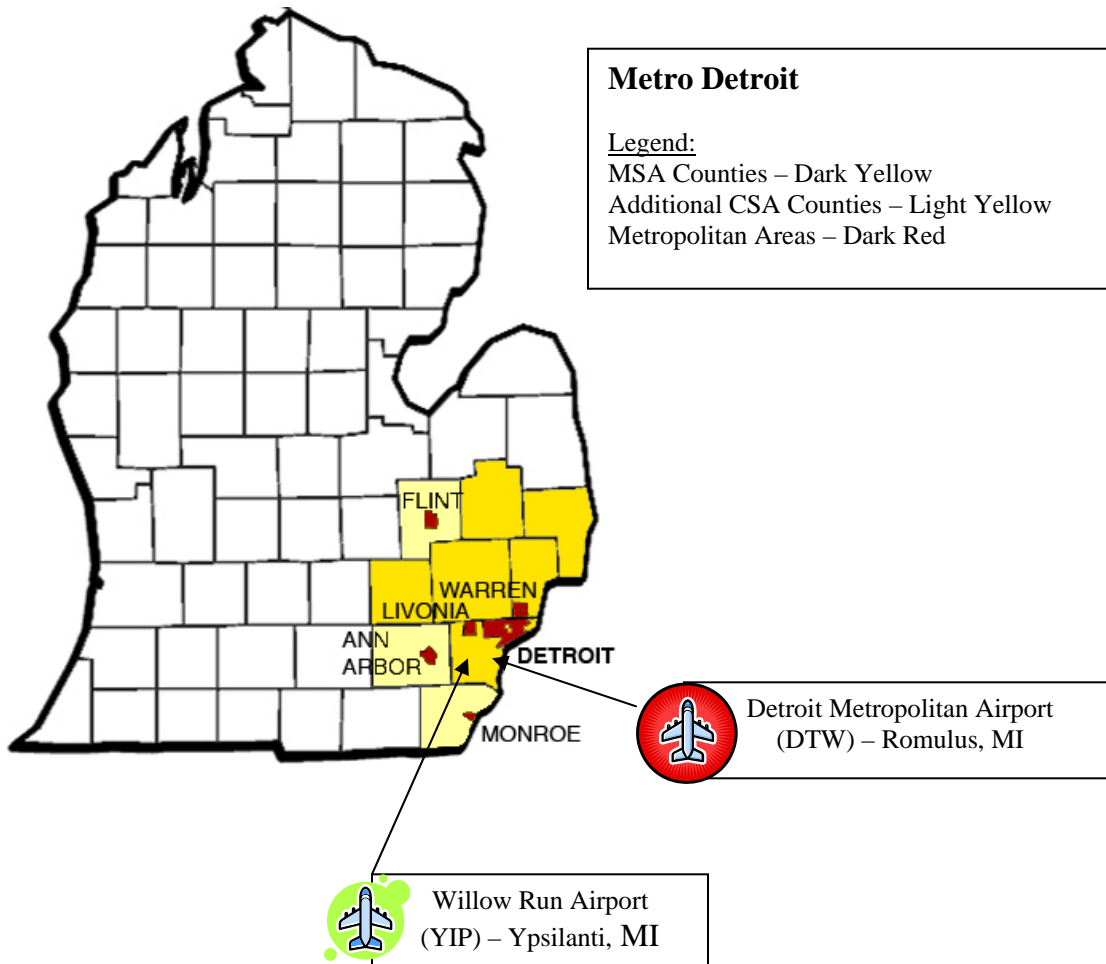 Metro Detroit
Legend:
MSA Counties – Dark Yellow
Additional CSA Counties – Light Yellow
Metropolitan Areas – Dark Red
FLINT
WARREN
LIVONIA
ANN
ARBOR
DETROIT
MONROE
Detroit Metropolitan Airport
(DTW) – Romulus, MI
Willow Run Airport
(YIP) – Ypsilanti, MI